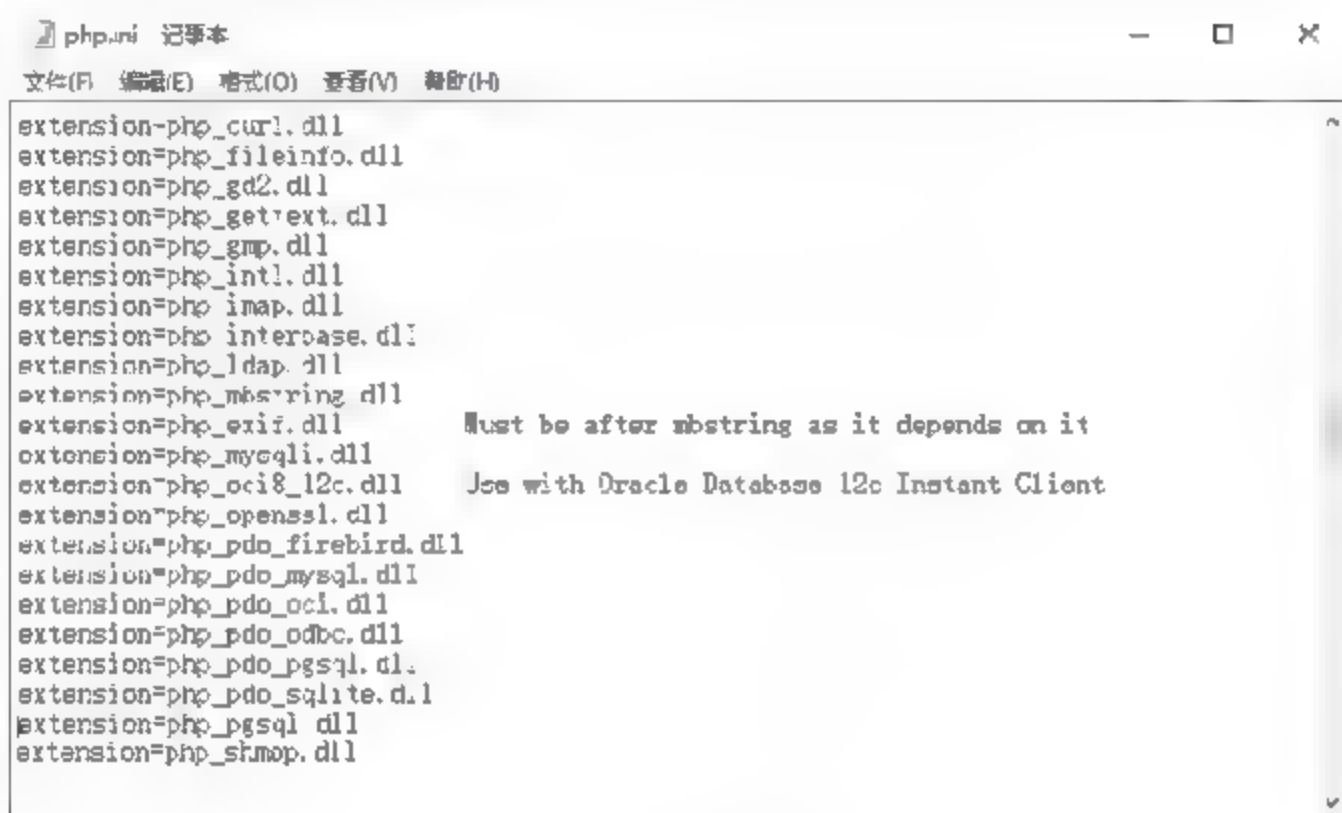 php.ini 记事本
文件(F) 编辑(E) 格式(O) 查看(V) 帮助(H)
extension=php_curl.dll
extension=php_fileinfo.dll
extension=php_gd2.dll
extension=php_gettext.dll
extension=php_gmp.dll
extension=php_intl.dll
extension=php_imap.dll
extension=php_interbase.dll
extension=php_ldap.dll
extension=php_mbstring.dll
extension=php_exif.dll Must be after mbstring as it depends on it
extension=php_mysqli.dll
extension=php_oci8_12c.dll Use with Oracle Database 12c Instant Client
extension=php_openssl.dll
extension=php_pdo_firebird.dll
extension=php_pdo_mysql.dll
extension=php_pdo_oci.dll
extension=php_pdo_odbc.dll
extension=php_pdo_pgsql.dll
extension=php_pdo_sqlite.dll
extension=php_pgsql.dll
extension=php_shmop.dll